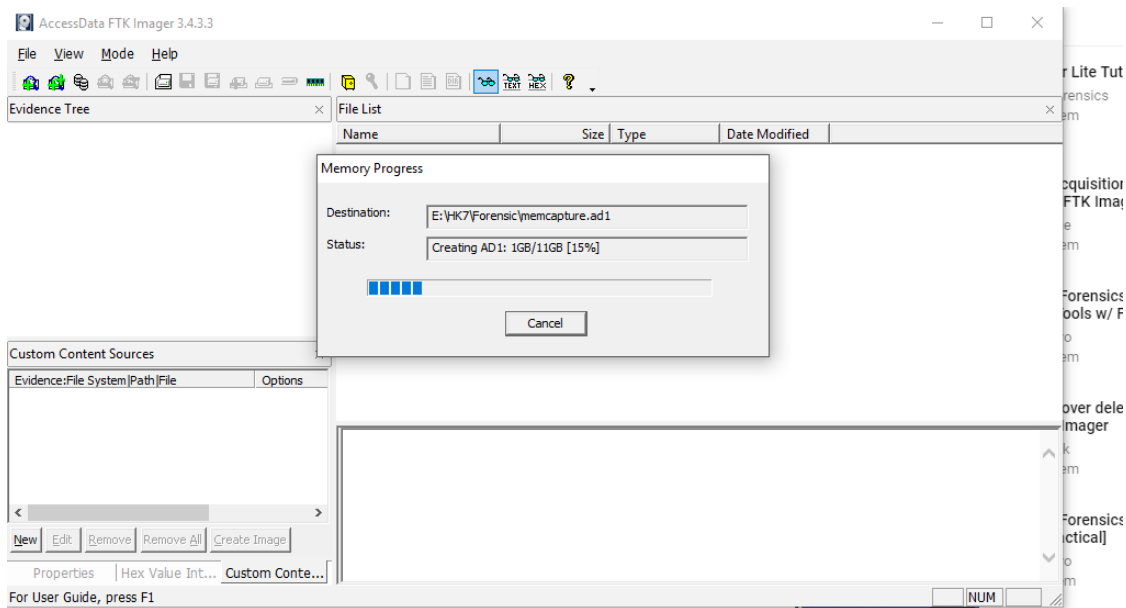 AccessData FTK Imager 3.4.3.3
File View Mode Help
TEXT HEX
Evidence Tree
File List
Name Size Type Date Modified
Memory Progress
Destination: E:\HK7\Forensic\memcapture.ad1
Status: Creating AD1: 1GB/11GB [15%]
Cancel
Custom Content Sources
Evidence:File System|Path|File Options
New Edit Remove Remove All Create Image
Properties Hex Value Int... Custom Conte...
For User Guide, press F1 NUM
r Lite Tut
rensics
em
cquisition
FTK Imag
e
em
Forensics
ools w/ F
o
em
over dele
mager
k
em
Forensics
ctical]
o
em